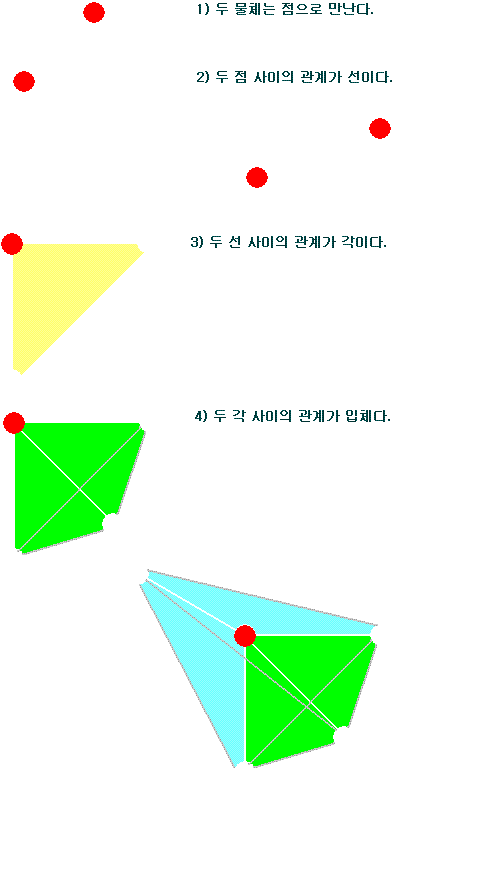 1) 두 물체는 점으로 만난다.
2) 두 점 사이의 관계가 선이다.
3) 두 선 사이의 관계가 각이다.
4) 두 각 사이의 관계가 입체다.